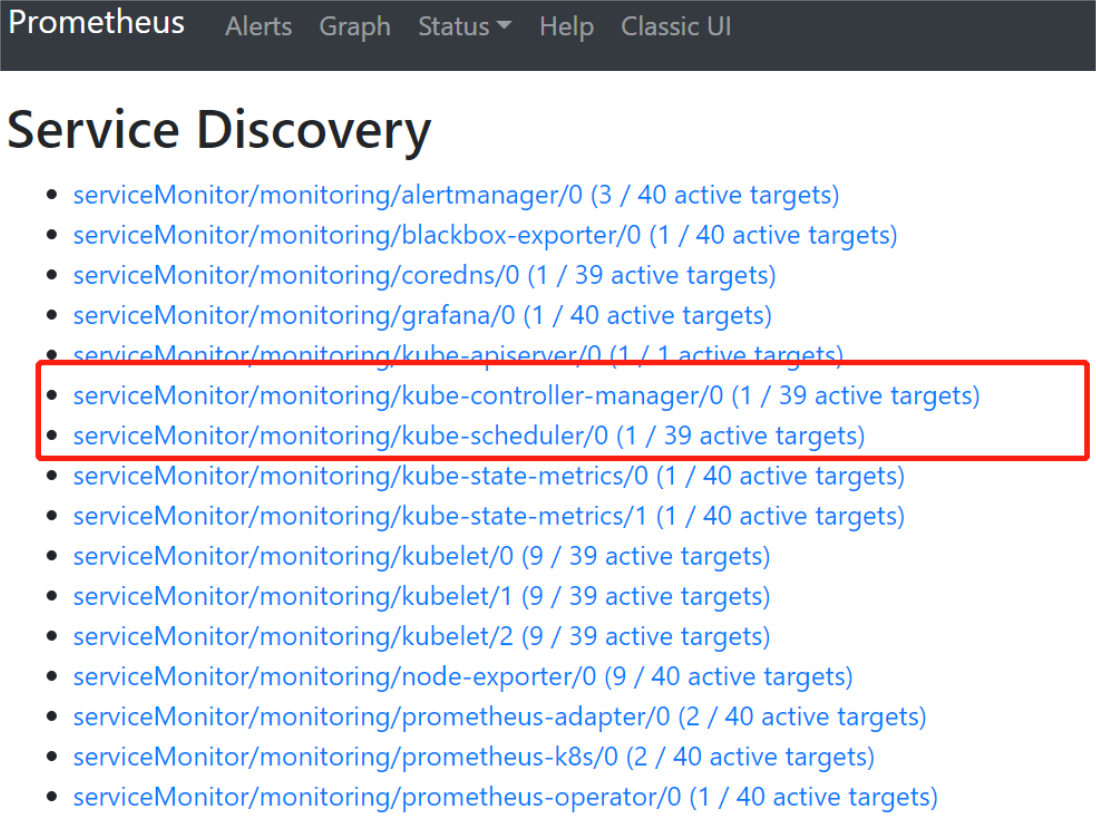 Prometheus Alerts Graph Status Help Classic UI
Service Discovery
serviceMonitor/monitoring/alertmanager/0 (3 / 40 active targets)
serviceMonitor/monitoring/blackbox-exporter/0 (1 / 40 active targets)
serviceMonitor/monitoring/coredns/0 (1 / 39 active targets)
serviceMonitor/monitoring/grafana/0 (1 / 40 active targets)
serviceMonitor/monitoring/kube-apiserver/0 (1 / 1 active targets)
serviceMonitor/monitoring/kube-controller-manager/0 (1 / 39 active targets)
serviceMonitor/monitoring/kube-scheduler/0 (1 / 39 active targets)
serviceMonitor/monitoring/kube-state-metrics/0 (1 / 40 active targets)
serviceMonitor/monitoring/kube-state-metrics/1 (1 / 40 active targets)
serviceMonitor/monitoring/kubelet/0 (9 / 39 active targets)
serviceMonitor/monitoring/kubelet/1 (9 / 39 active targets)
serviceMonitor/monitoring/kubelet/2 (9 / 39 active targets)
serviceMonitor/monitoring/node-exporter/0 (9 / 40 active targets)
serviceMonitor/monitoring/prometheus-adapter/0 (2 / 40 active targets)
serviceMonitor/monitoring/prometheus-k8s/0 (2 / 40 active targets)
serviceMonitor/monitoring/prometheus-operator/0 (1 / 40 active targets)